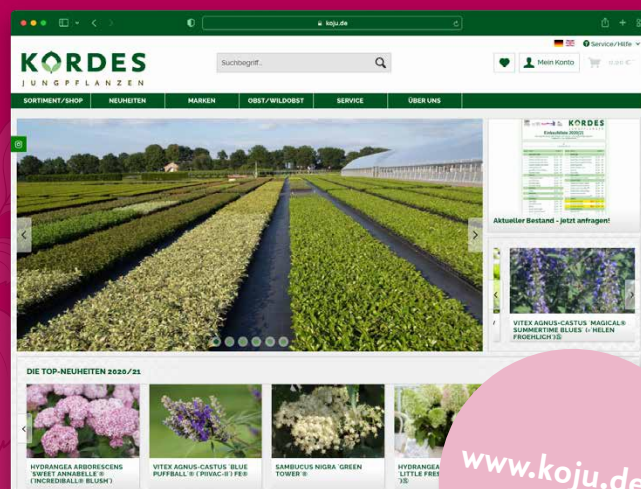 koju.de
Service/Hilfe
KORDES
JUNGPFLANZEN
Suchbegriff...
Mein Konto
SORTIMENT/SHOP NEUHEITEN MARKEN OBST/WILDOBST SERVICE ÜBER UNS
KORDES
Aktueller Bestand - jetzt anfragen!
VITEX AGNUS-CASTUS 'MAGICAL®
SUMMERTIME BLUES' (='HELEN
FROEHLICH')
DIE TOP-NEUHEITEN 2020/21
HYDRANGEA ARBORESCENS
'SWEET ANNABELLE'®
('INCREDIBALL® BLUSH')
VITEX AGNUS-CASTUS 'BLUE
PUFFBALL'® ('PIIVAC-II')
SAMBUCUS NIGRA 'GREEN
TOWER'®
HYDRANGEA
'LITTLE FRES
www.koju.de